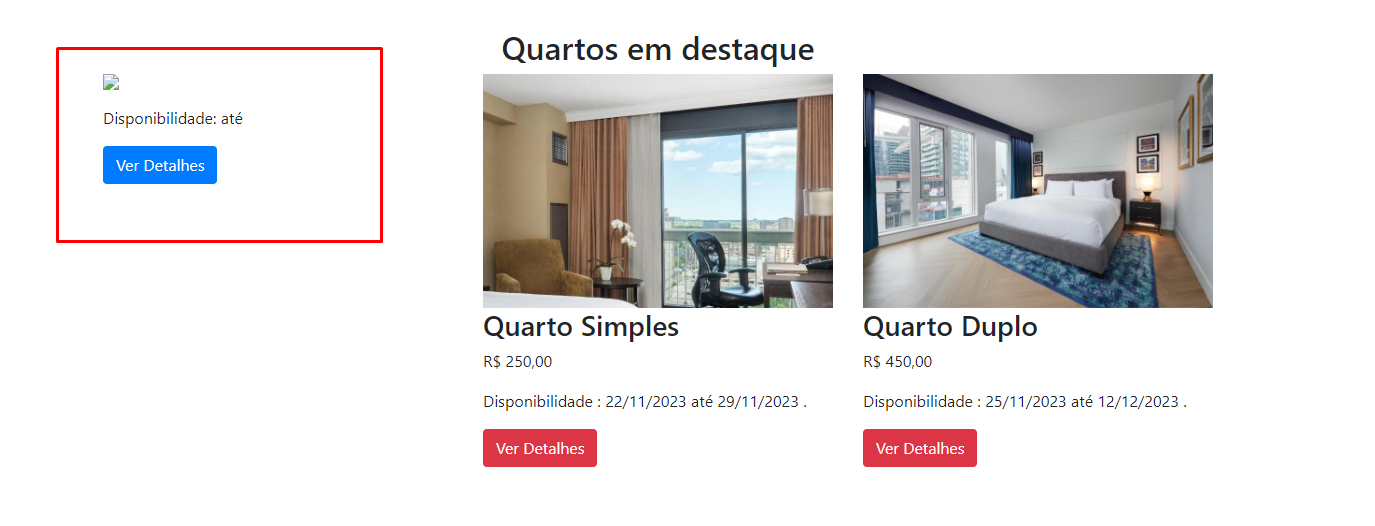 Disponibilidade: até
Ver Detalhes
Quartos em destaque
Quarto Simples
R$ 250,00
Disponibilidade : 22/11/2023 até 29/11/2023 .
Ver Detalhes
Quarto Duplo
R$ 450,00
Disponibilidade : 25/11/2023 até 12/12/2023 .
Ver Detalhes